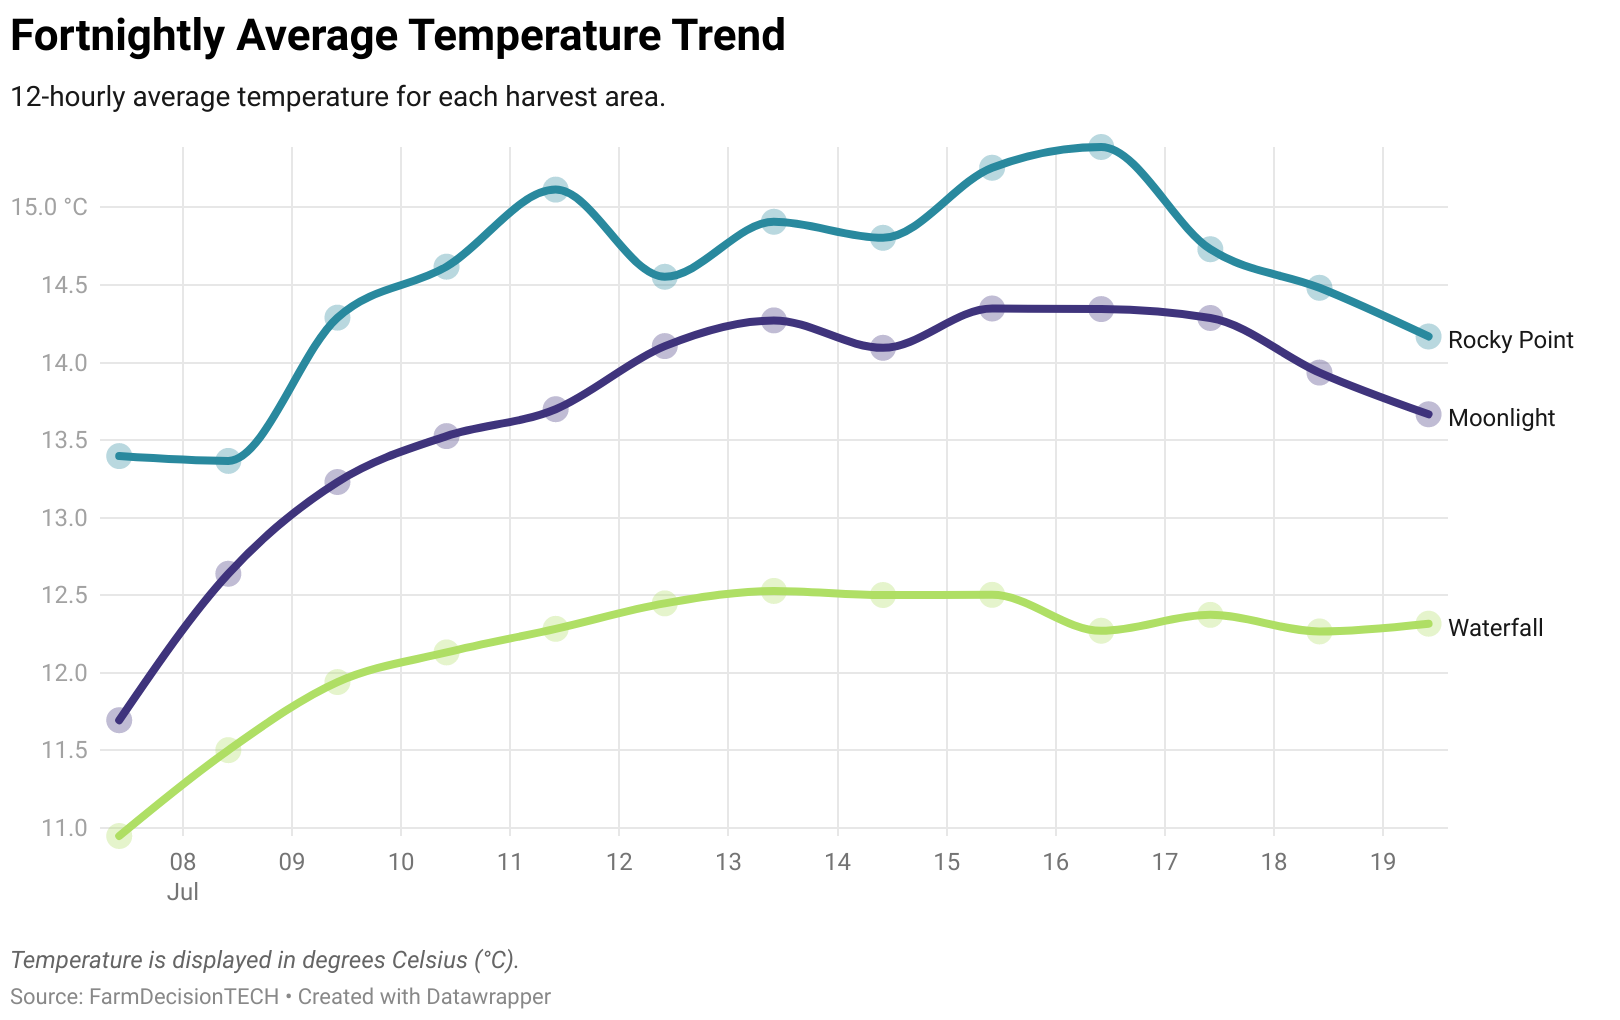 Fortnightly Average Temperature Trend
12-hourly average temperature for each harvest area.
15.0 °C
14.5
14.0
13.5
13.0
12.5
12.0
11.5
11.0
Rocky Point
Moonlight
Waterfall
08 09 10 11 12 13 14 15 16 17 18 19
Jul
Temperature is displayed in degrees Celsius (°C).
Source: FarmDecisionTECH • Created with Datawrapper